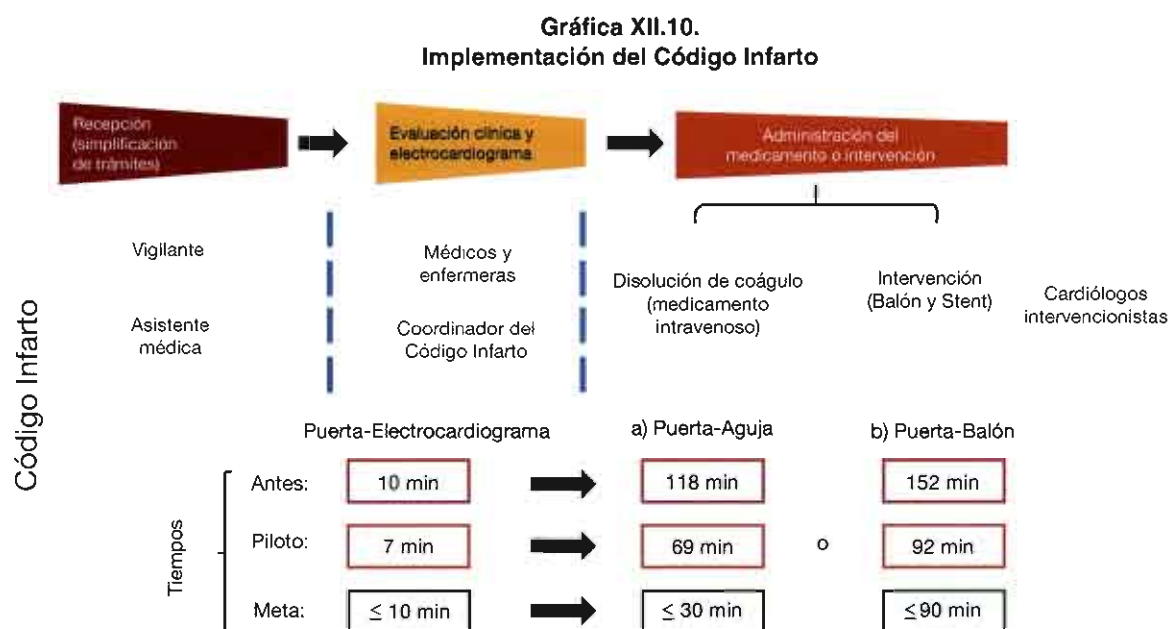 Gráfica XII.10.
Implementación del Código Infarto
Recepción
(simplificación
de trámites)
Evaluación clínica y
electrocardiograma
Administración del
medicamento o intervención
Vigilante
Asistente
médica
Médicos y
enfermeras
Coordinador del
Código Infarto
Disolución de coágulo
(medicamento
intravenoso)
Intervención
(Balón y Stent)
Cardiólogos
intervencionistas
Código Infarto
Puerta-Electrocardiograma a) Puerta-Aguja b) Puerta-Balón
Tiempos
Antes: 10 min 118 min 152 min
Piloto: 7 min 69 min o 92 min
Meta: ≤ 10 min ≤ 30 min ≤ 90 min